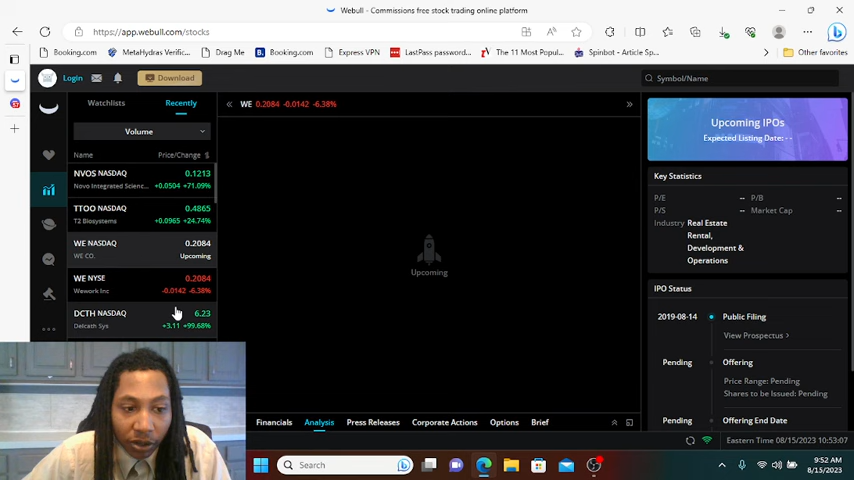 Webull - Commissions free stock trading online platform
https://app.webull.com/stocks
Booking.com
MetaHydras Verific...
Drag Me
Booking.com
Express VPN
LastPass password...
The 11 Most Popul...
Spinbot - Article Sp...
Other favorites
Login
Download
Symbol/Name
Watchlists
Recently
WE 0.2084 -0.0142 -6.38%
Volume
Name Price/Change
NVOS NASDAQ 0.1213
Novo Integrated Scienc... +0.0504 +71.09%
TTOO NASDAQ 0.4865
T2 Biosystems +0.0965 +24.74%
WE NASDAQ 0.2084
WE CO. Upcoming
WE NYSE 0.2084
Wework Inc -0.0142 -6.38%
DCTH NASDAQ 6.23
Delcath Sys +3.11 +99.68%
Upcoming
Upcoming IPOs
Expected Listing Date: - -
Key Statistics
P/E -- P/B --
P/S -- Market Cap --
Industry Real Estate
Rental,
Development &
Operations
IPO Status
2019-08-14 Public Filing
View Prospectus >
Pending Offering
Price Range: Pending
Shares to be Issued: Pending
Pending Offering End Date
Financials Analysis Press Releases Corporate Actions Options Brief
Eastern Time 08/15/2023 10:53:07
Search
9:52 AM
8/15/2023